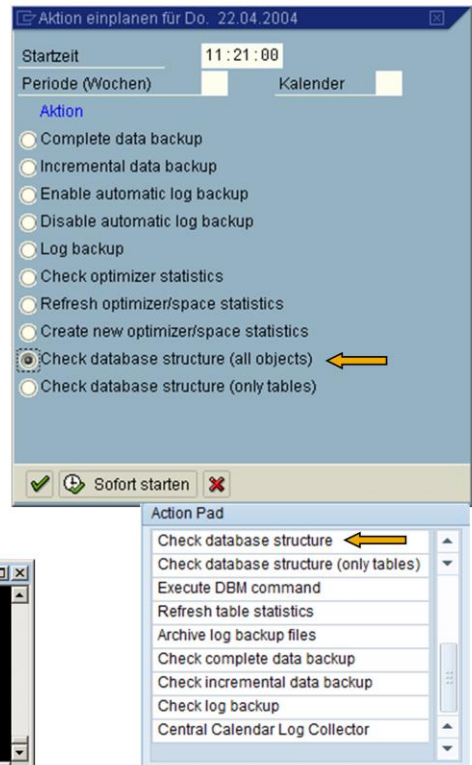 Aktion einplanen für Do. 22.04.2004
Startzeit 11:21:00
Periode (Wochen) Kalender
Aktion
Complete data backup
Incremental data backup
Enable automatic log backup
Disable automatic log backup
Log backup
Check optimizer statistics
Refresh optimizer/space statistics
Create new optimizer/space statistics
Check database structure (all objects)
Check database structure (only tables)
Sofort starten
Action Pad
Check database structure
Check database structure (only tables)
Execute DBM command
Refresh table statistics
Archive log backup files
Check complete data backup
Check incremental data backup
Check log backup
Central Calendar Log Collector